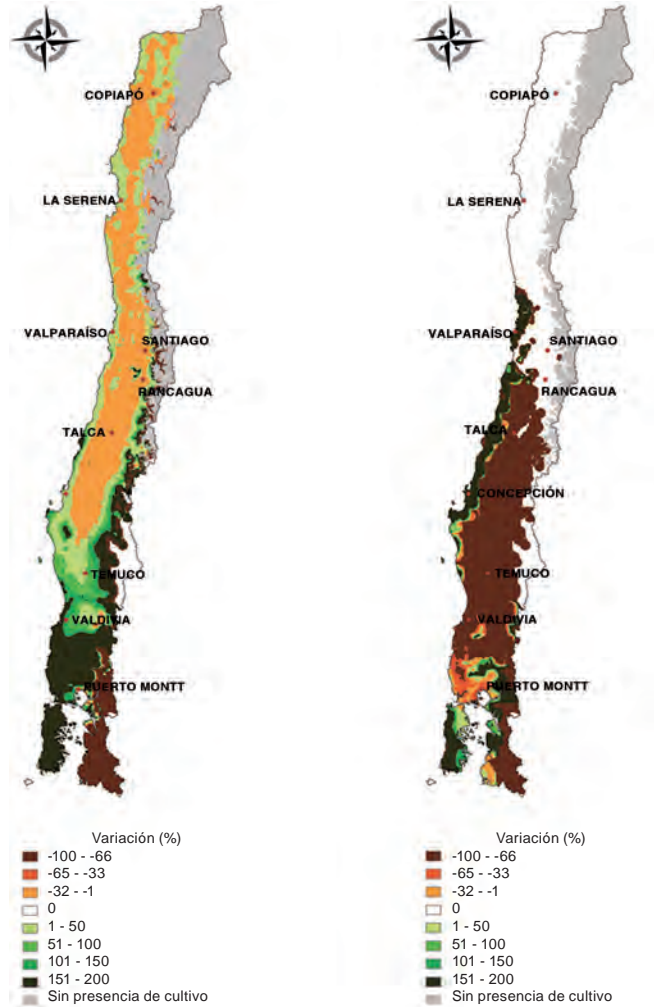 COPIAPÓ
LA SERENA
VALPARAÍSO
SANTIAGO
RANCAGUA
TALCA
TEMUCO
VALDIVIA
PUERTO MONTT
Variación (%)
-100 - -66
-65 - -33
-32 - -1
0
1 - 50
51 - 100
101 - 150
151 - 200
Sin presencia de cultivo
COPIAPÓ
LA SERENA
VALPARAÍSO
SANTIAGO
RANCAGUA
TALCA
CONCEPCIÓN
TEMUCO
VALDIVIA
PUERTO MONTT
Variación (%)
-100 - -66
-65 - -33
-32 - -1
0
1 - 50
51 - 100
101 - 150
151 - 200
Sin presencia de cultivo